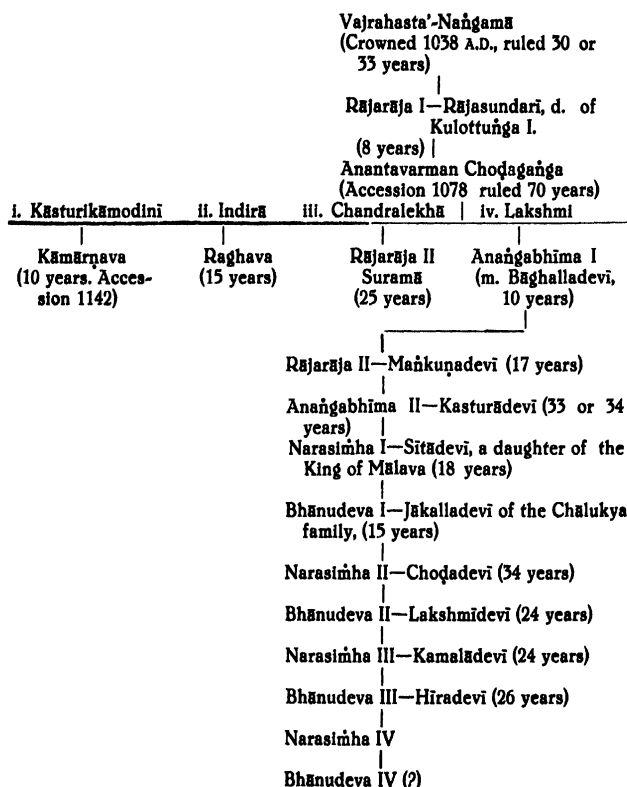 Vajrahasta'-Naṅgamā
(Crowned 1038 A.D., ruled 30 or
33 years)
Rājarāja I—Rājasundarī, d. of
Kulottuṅga I.
(8 years)
Anantavarman Choḍagaṅga
(Accession 1078 ruled 70 years)
i. Kāsturikāmodinī ii. Indirā iii. Chandralekhā iv. Lakshmi
Kāmārṇava Raghava Rājarāja II Anaṅgabhīma I
(10 years. Acces- (15 years) Suramā (m. Bāghalladevī,
sion 1142) (25 years) 10 years)
Rājarāja II—Maṅkuṇadevī (17 years)
Anaṅgabhīma II—Kasturādevī (33 or 34
years)
Narasiṁha I—Sītādevī, a daughter of the
King of Mālava (18 years)
Bhānudeva I—Jākalladevī of the Chālukya
family, (15 years)
Narasiṁha II—Choḍadevī (34 years)
Bhānudeva II—Lakshmīdevī (24 years)
Narasiṁha III—Kamalādevī (24 years)
Bhānudeva III—Hīradevī (26 years)
Narasiṁha IV
Bhānudeva IV (?)